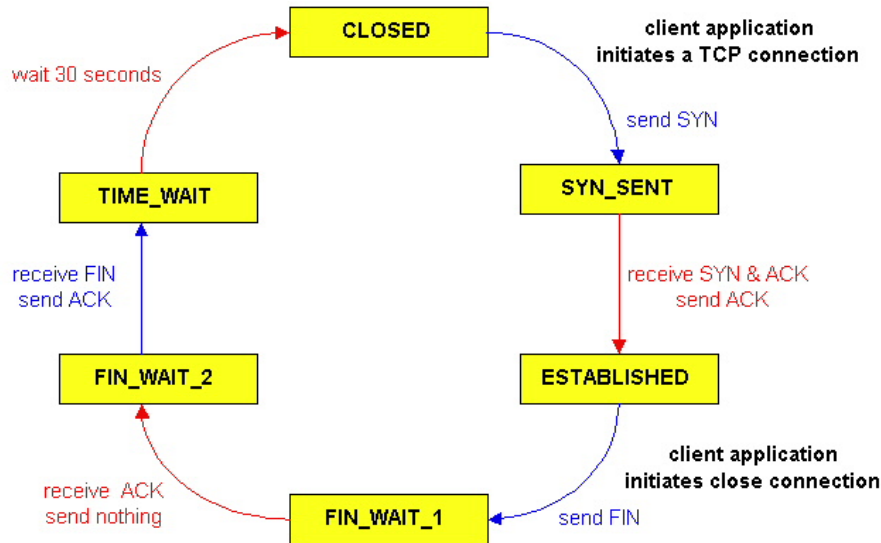 CLOSED
client application
initiates a TCP connection
wait 30 seconds
send SYN
TIME_WAIT
SYN_SENT
receive FIN
send ACK
receive SYN & ACK
send ACK
FIN_WAIT_2
ESTABLISHED
client application
initiates close connection
receive ACK
send nothing
FIN_WAIT_1
send FIN